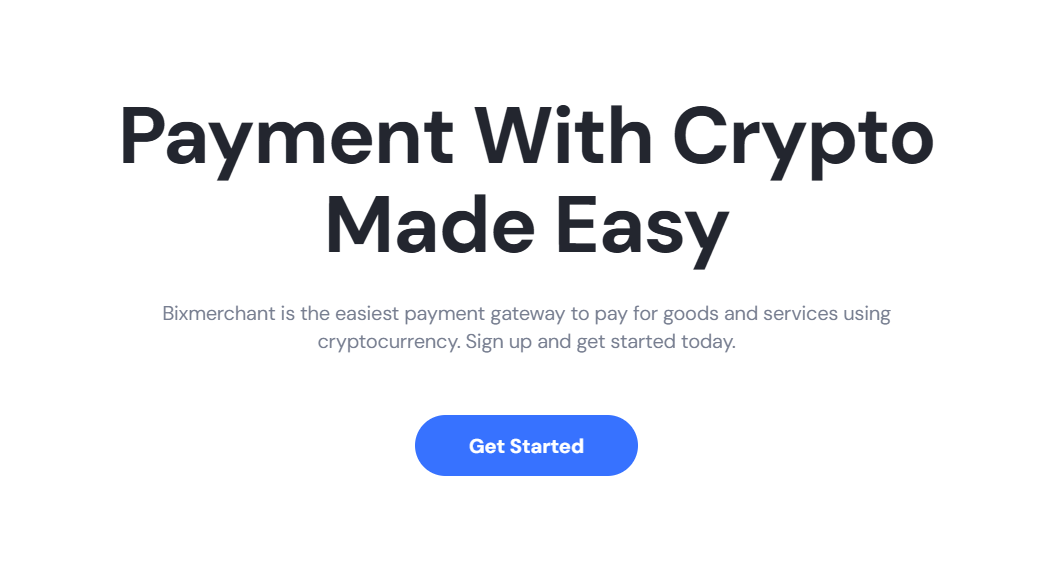 Payment With Crypto
Made Easy
Bixmerchant is the easiest payment gateway to pay for goods and services using
cryptocurrency. Sign up and get started today.
Get Started